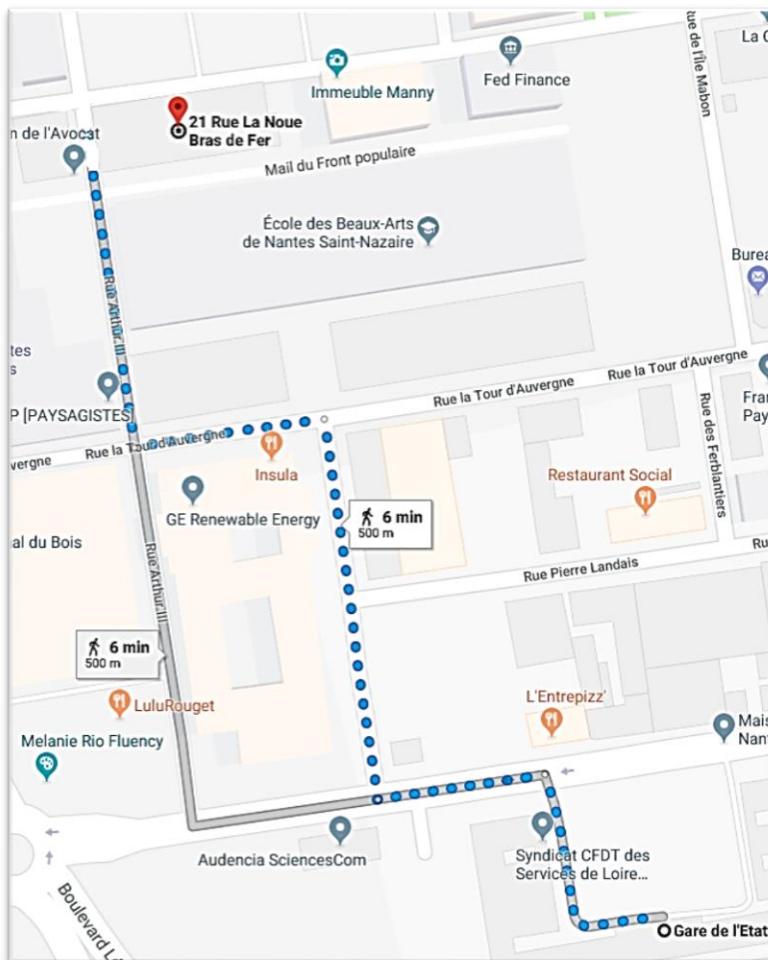 Rue de l'Île Mabon
La C
Immeuble Manny
Fed Finance
21 Rue La Noue
Bras de Fer
n de l'Avocat
Mail du Front populaire
École des Beaux-Arts
de Nantes Saint-Nazaire
Burea
Rue Arthur III
tes
s
Rue la Tour d'Auvergne
Rue la Tour d'Auvergne
P [PAYSAGISTES]
Fran
Pay
Rue des Ferblantiers
Rue la Tour d'Auvergne
vergne
Insula
Restaurant Social
GE Renewable Energy
6 min
500 m
al du Bois
Rue Arthur III
Rue Pierre Landais
Ru
6 min
500 m
LuluRouget
L'Entrepizz'
Melanie Rio Fluency
Mais
Nant
Audencia SciencesCom
Syndicat CFDT des
Services de Loire...
Boulevard L
Gare de l'Etat